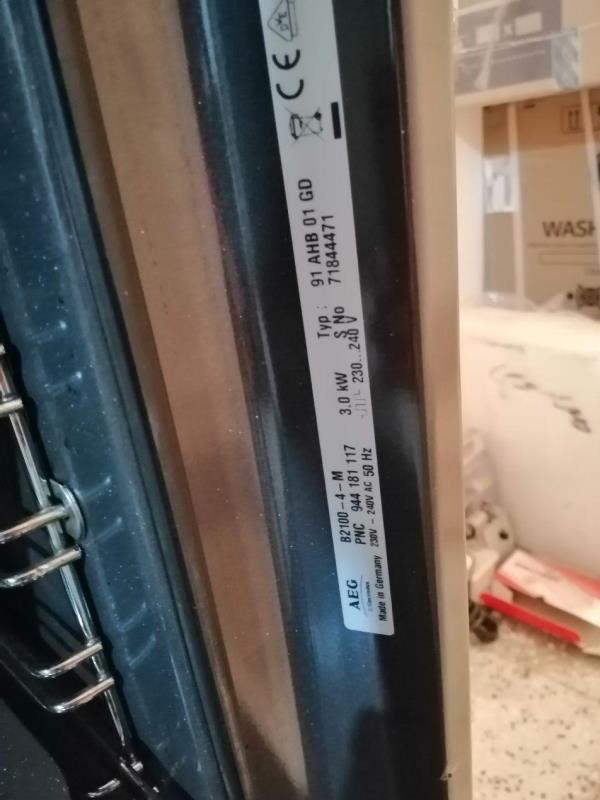 AEG
Electrolux
Made in Germany
B2100-4-M
PNC 944 181 117
230V - 240V AC 50 Hz
3.0 kW
230...240 V
Typ : 91 AHB 01 GD
S No 71844471
CE
WASH